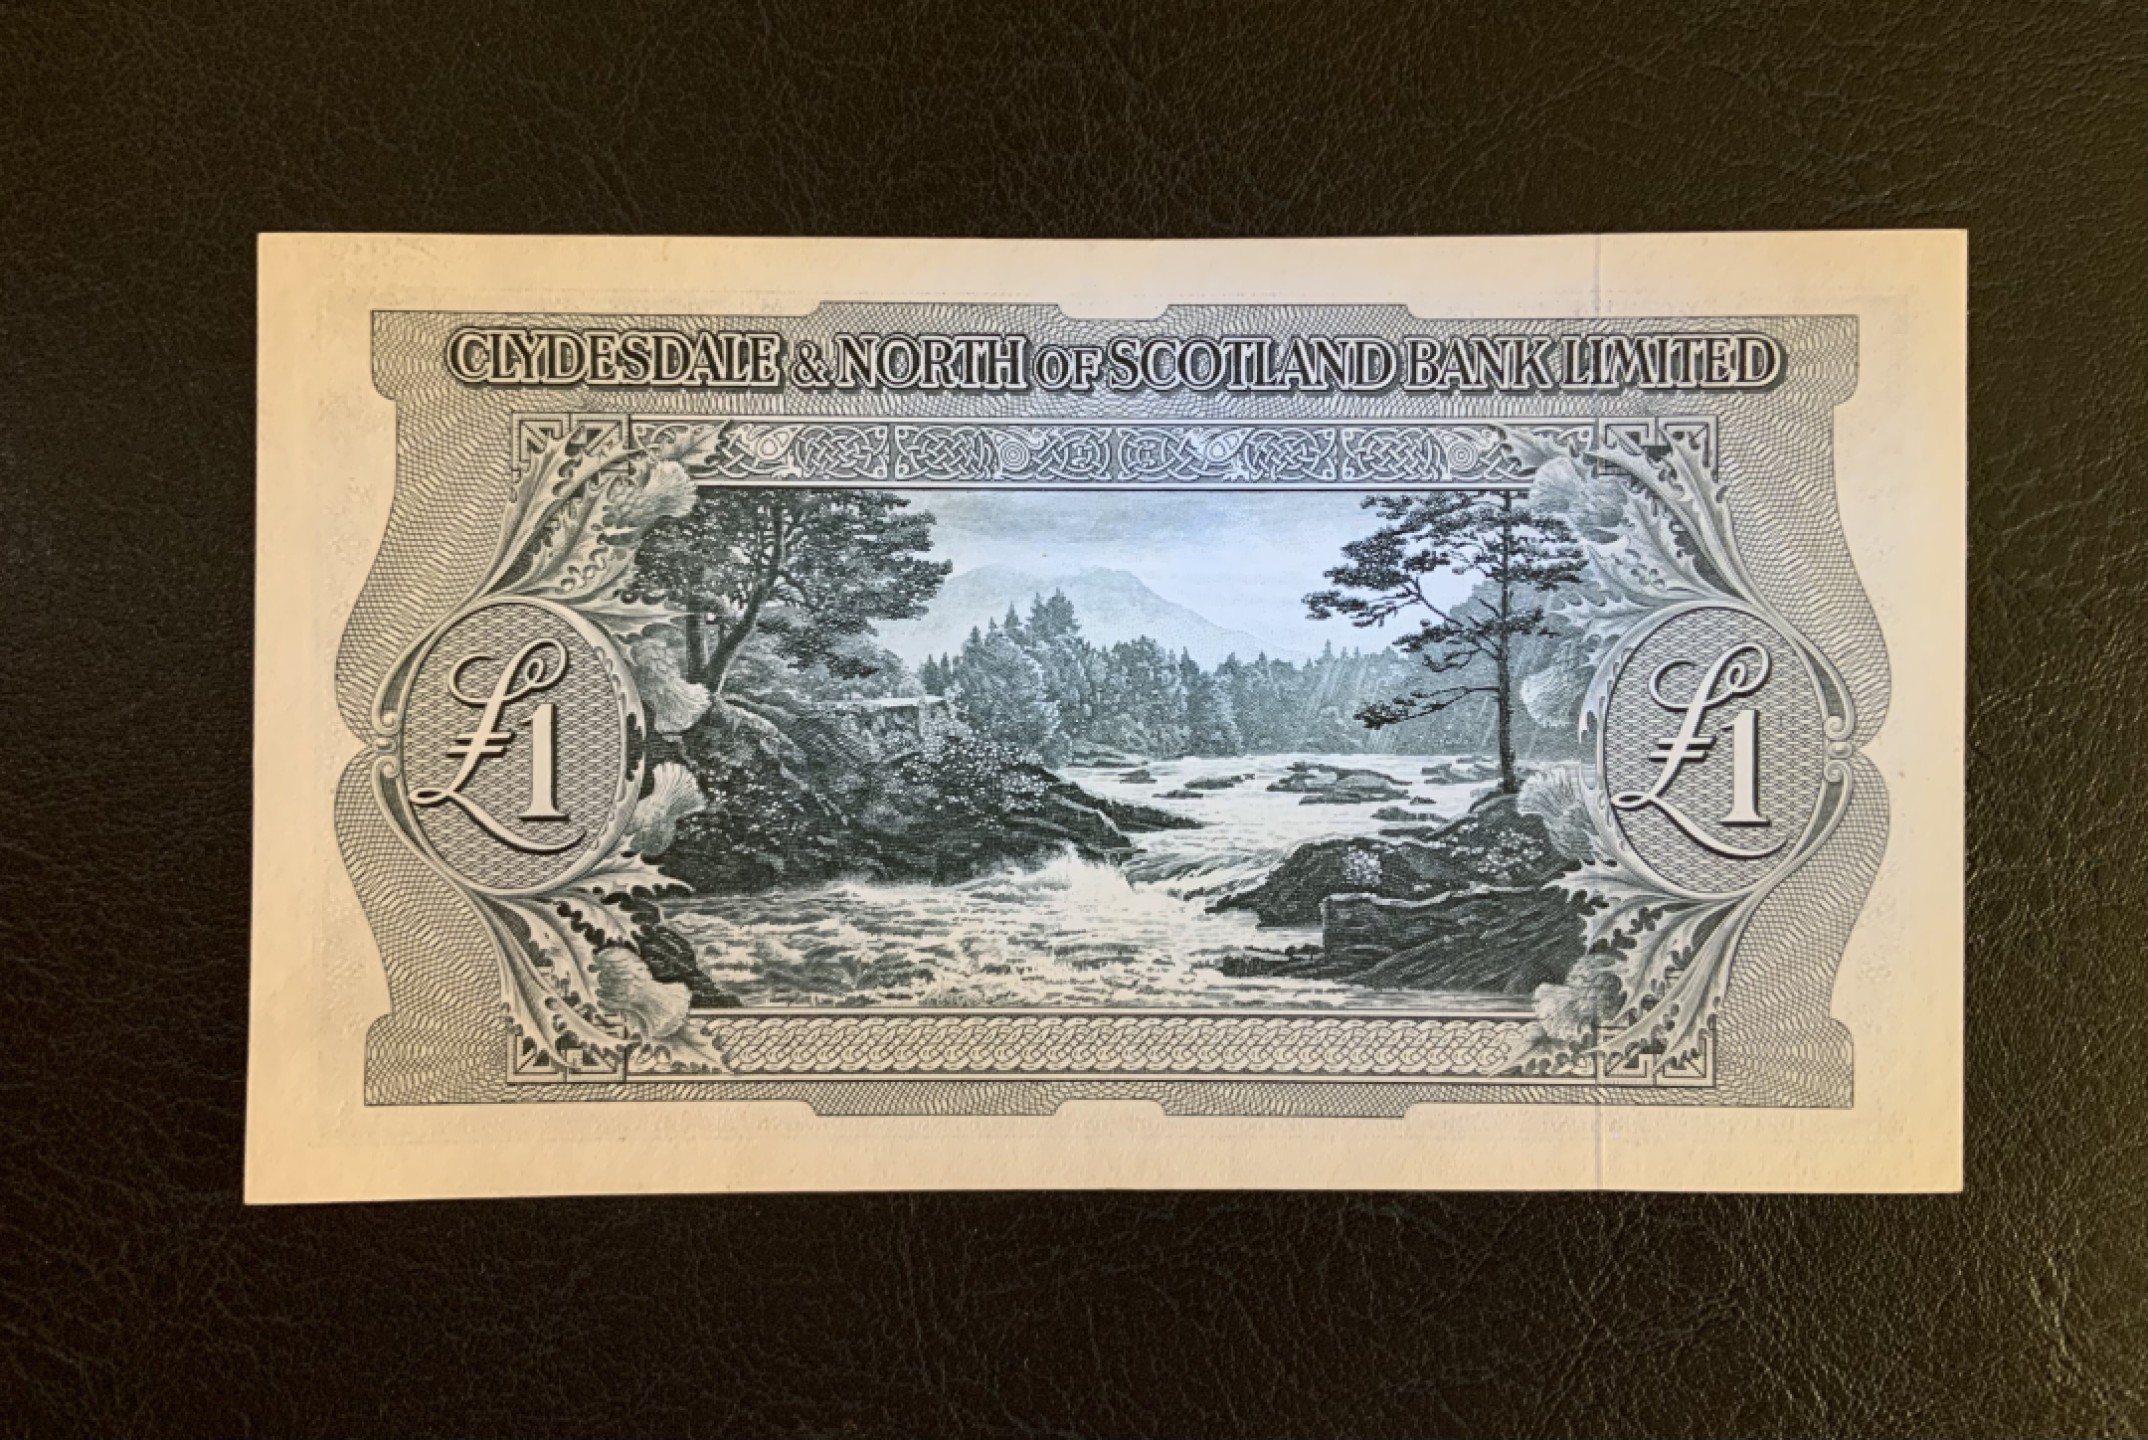 CLYDESDALE & NORTH OF SCOTLAND BANK LIMITED
£1 £1